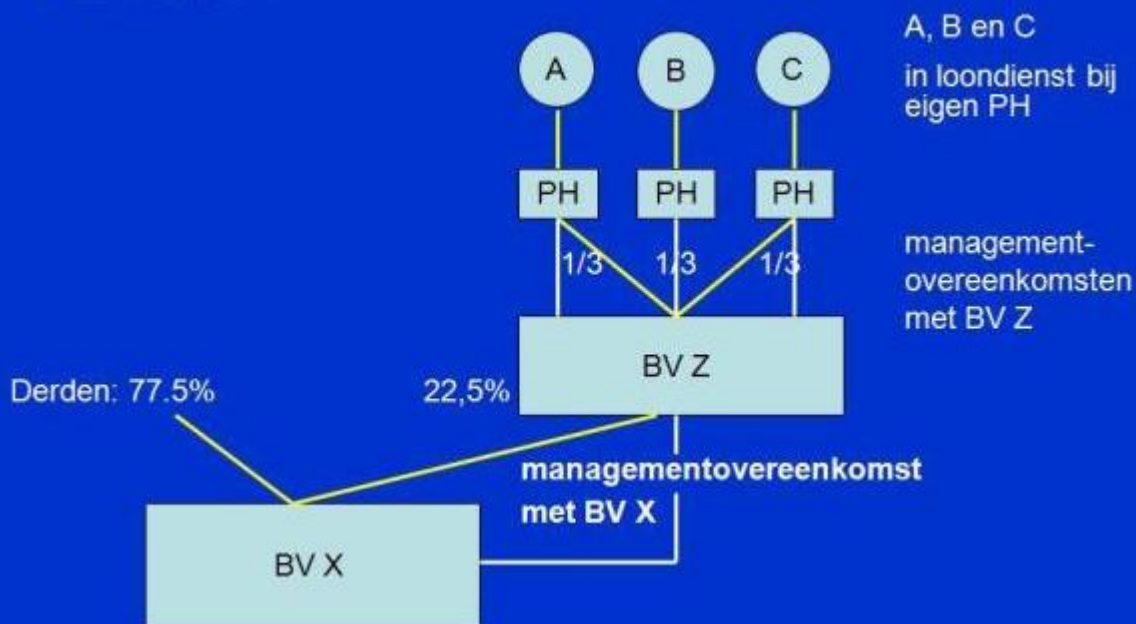 A, B en C
in loondienst bij
eigen PH
A
B
C
PH
PH
PH
1/3
1/3
1/3
management-
overeenkomsten
met BV Z
BV Z
Derden: 77.5%
22,5%
managementovereenkomst
met BV X
BV X